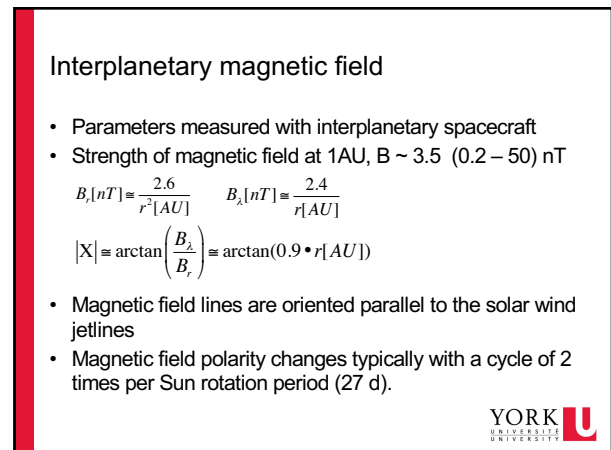 Interplanetary magnetic field
• Parameters measured with interplanetary spacecraft
• Strength of magnetic field at 1AU, B ~ 3.5 (0.2 – 50) nT
B_r[nT] ≅ 2.6 / r²[AU]   B_λ[nT] ≅ 2.4 / r[AU]
|X| ≅ arctan(B_λ / B_r) ≅ arctan(0.9 • r[AU])
• Magnetic field lines are oriented parallel to the solar wind
jetlines
• Magnetic field polarity changes typically with a cycle of 2
times per Sun rotation period (27 d).
YORK U
UNIVERSITÉ
UNIVERSITY